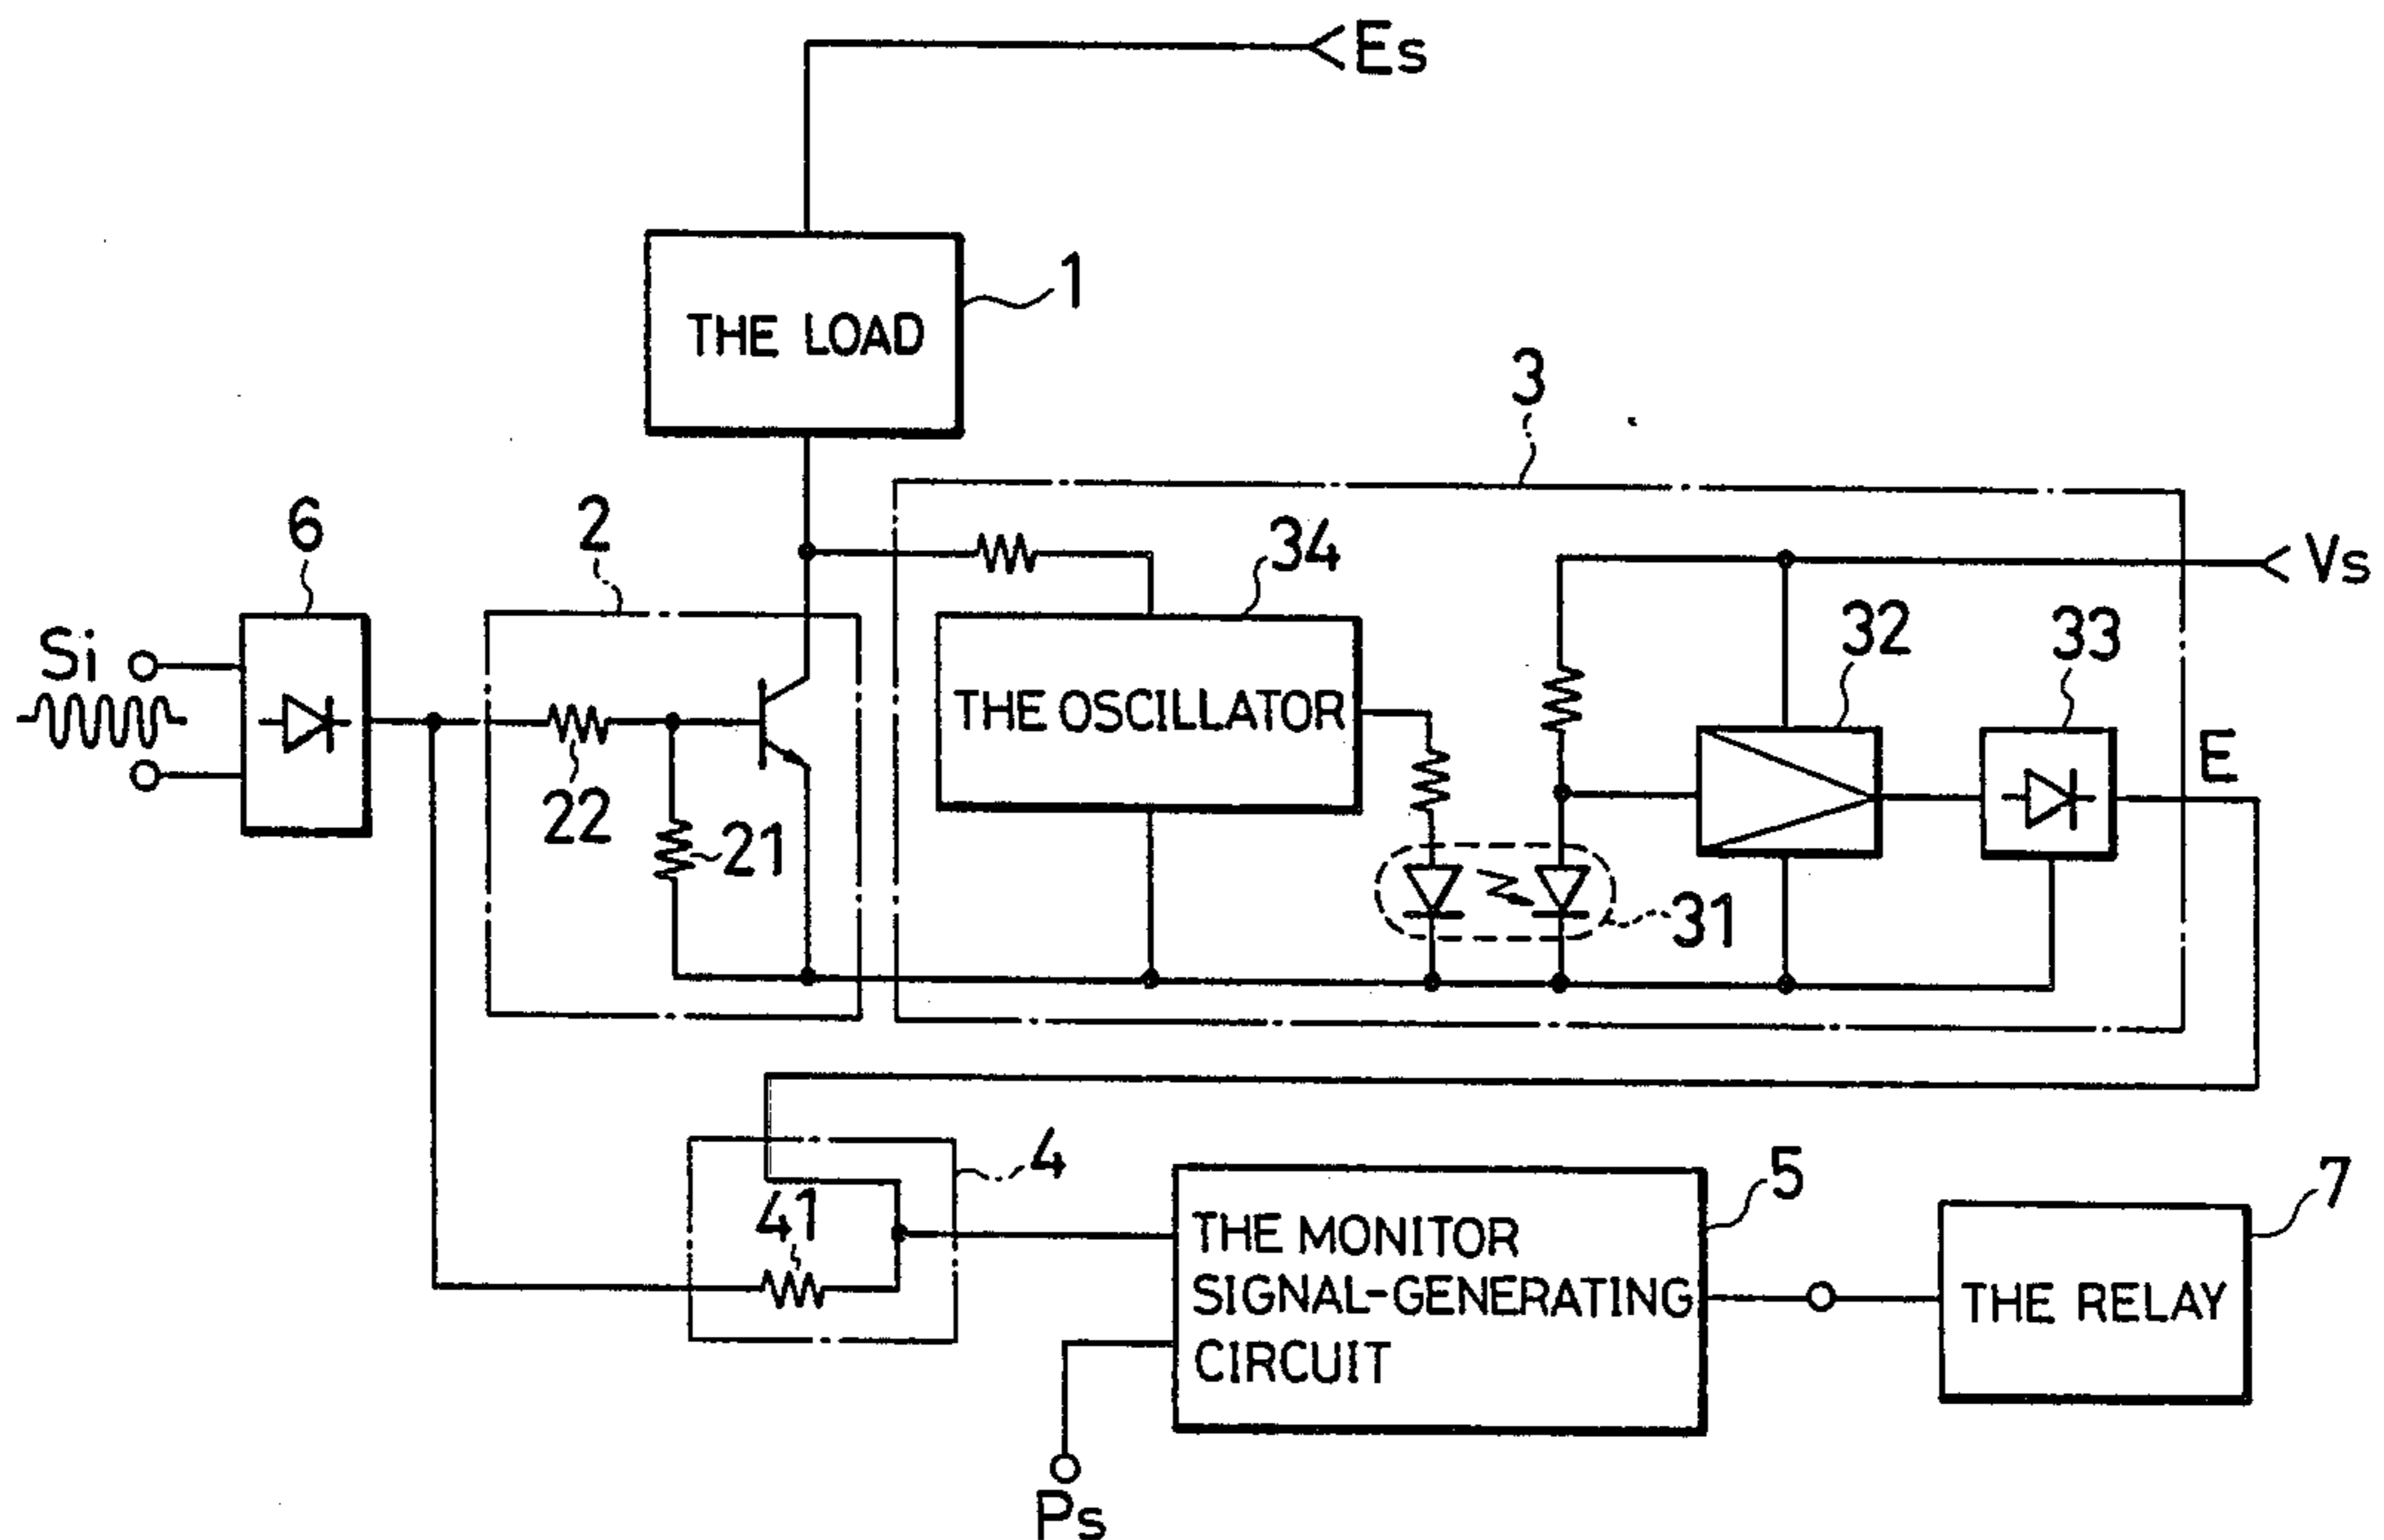 Es
1
THE LOAD
3
6
2
34
Vs
Si
32
33
THE OSCILLATOR
E
22
21
31
4
41
5
7
THE MONITOR
SIGNAL-GENERATING
CIRCUIT
THE RELAY
Ps